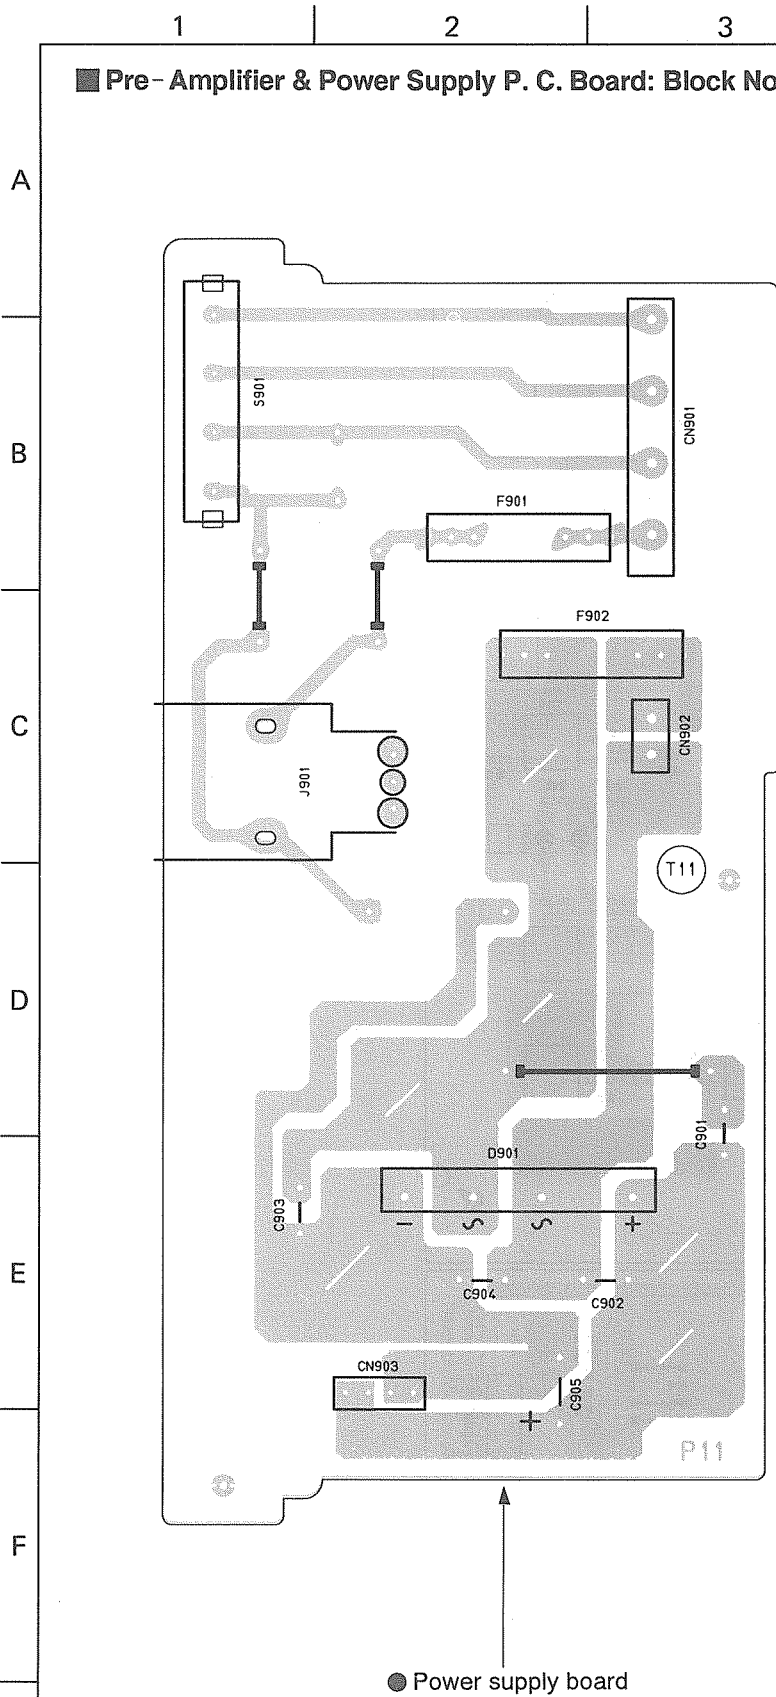 1 2 3
■ Pre-Amplifier & Power Supply P. C. Board: Block No
A
S901
CN901
B
F901
F902
C
CN902
J901
T11
D
C901
D901
C903
− ∿ ∿ +
E
C904
C902
CN903
C905
+
P11
F
● Power supply board